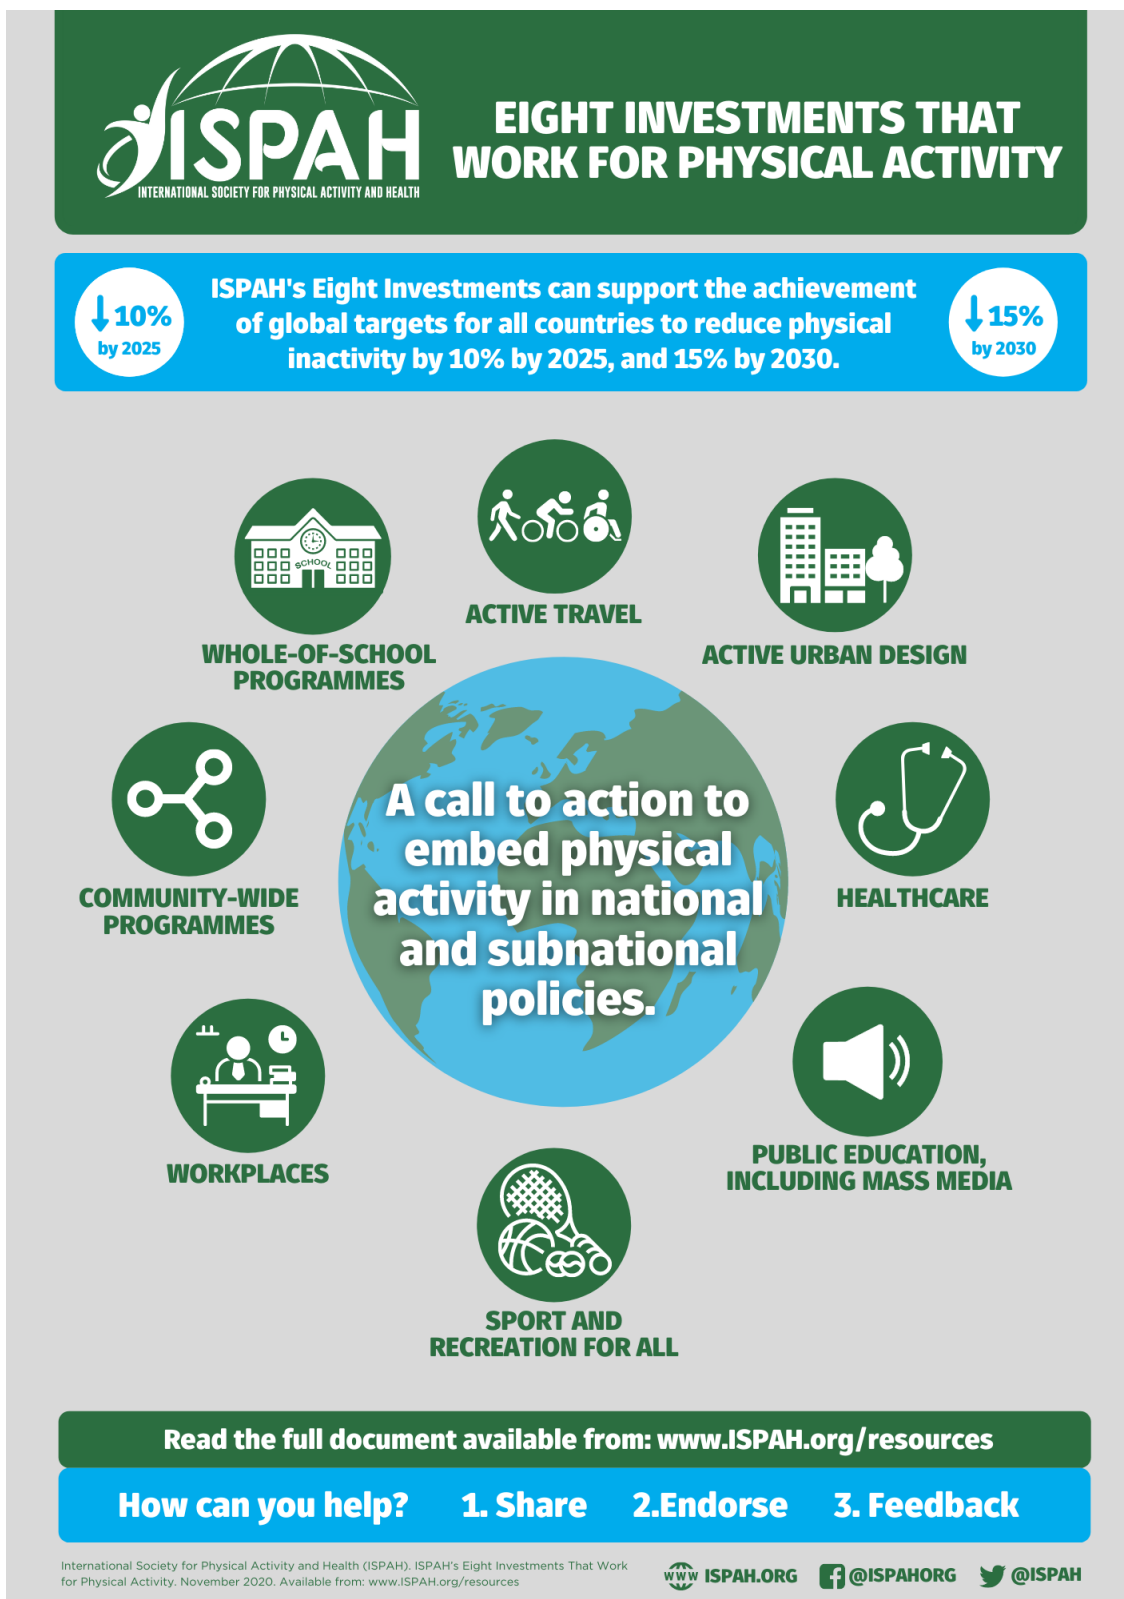 ISPAH
INTERNATIONAL SOCIETY FOR PHYSICAL ACTIVITY AND HEALTH
EIGHT INVESTMENTS THAT
WORK FOR PHYSICAL ACTIVITY
10%
by 2025
ISPAH's Eight Investments can support the achievement
of global targets for all countries to reduce physical
inactivity by 10% by 2025, and 15% by 2030.
15%
by 2030
SCHOOL
WHOLE-OF-SCHOOL
PROGRAMMES
ACTIVE TRAVEL
ACTIVE URBAN DESIGN
COMMUNITY-WIDE
PROGRAMMES
A call to action to
embed physical
activity in national
and subnational
policies.
HEALTHCARE
WORKPLACES
PUBLIC EDUCATION,
INCLUDING MASS MEDIA
SPORT AND
RECREATION FOR ALL
Read the full document available from: www.ISPAH.org/resources
How can you help? 1. Share 2.Endorse 3. Feedback
International Society for Physical Activity and Health (ISPAH). ISPAH's Eight Investments That Work
for Physical Activity. November 2020. Available from: www.ISPAH.org/resources
WWW ISPAH.ORG
@ISPAHORG
@ISPAH